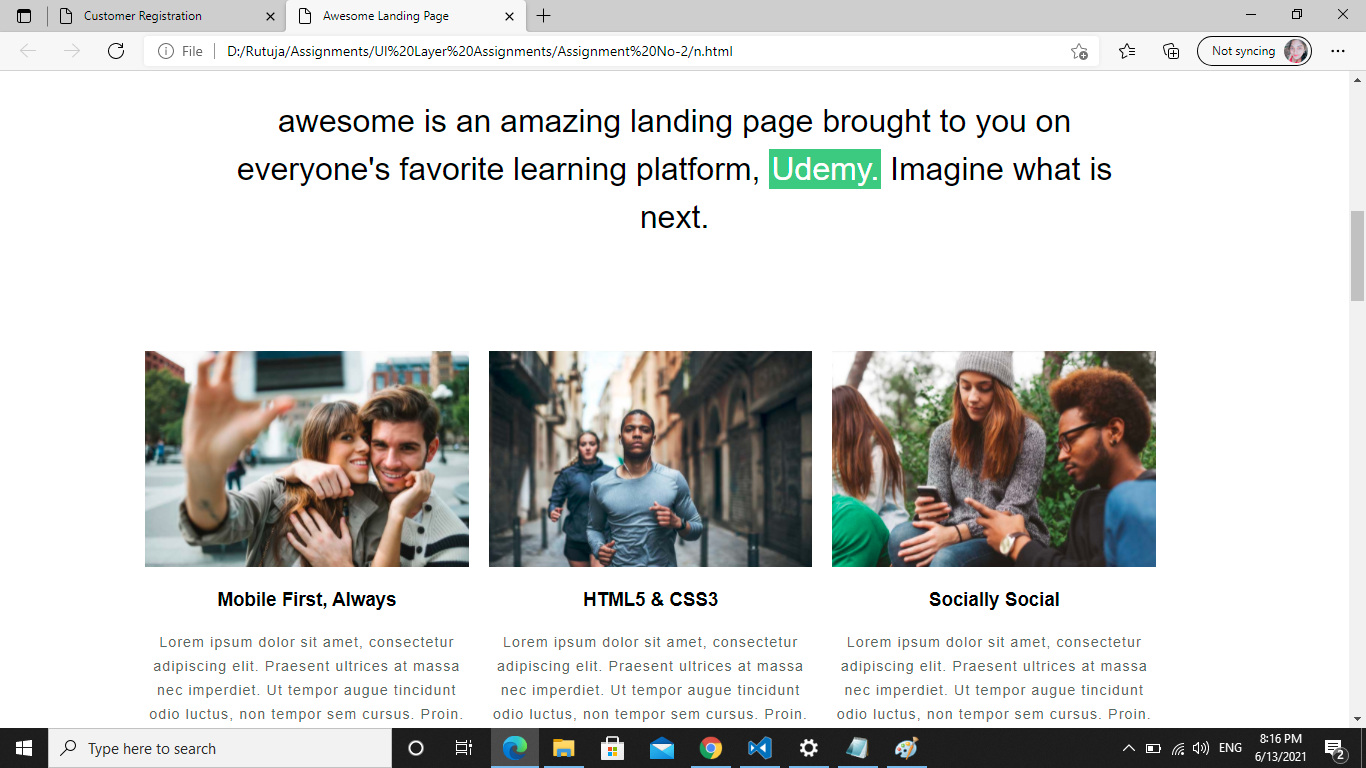 Customer Registration
Awesome Landing Page
File
D:/Rutuja/Assignments/UI%20Layer%20Assignments/Assignment%20No-2/n.html
Not syncing
awesome is an amazing landing page brought to you on
everyone's favorite learning platform, Udemy. Imagine what is
next.
Mobile First, Always
Lorem ipsum dolor sit amet, consectetur
adipiscing elit. Praesent ultrices at massa
nec imperdiet. Ut tempor augue tincidunt
odio luctus, non tempor sem cursus. Proin.
HTML5 & CSS3
Lorem ipsum dolor sit amet, consectetur
adipiscing elit. Praesent ultrices at massa
nec imperdiet. Ut tempor augue tincidunt
odio luctus, non tempor sem cursus. Proin.
Socially Social
Lorem ipsum dolor sit amet, consectetur
adipiscing elit. Praesent ultrices at massa
nec imperdiet. Ut tempor augue tincidunt
odio luctus, non tempor sem cursus. Proin.
Type here to search
ENG
8:16 PM
6/13/2021
2